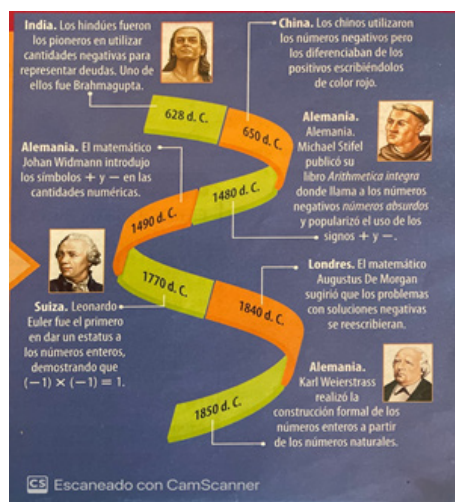 India. Los hindúes fueron
los pioneros en utilizar
cantidades negativas para
representar deudas. Uno de
ellos fue Brahmagupta.
China. Los chinos utilizaron
los números negativos pero
los diferenciaban de los
positivos escribiéndolos
de color rojo.
628 d. C.
650 d. C.
Alemania.
Alemania.
Michael Stifel
publicó su
libro Arithmetica integra
donde llama a los números
negativos números absurdos
y popularizó el uso de los
signos + y −.
Alemania. El matemático
Johan Widmann introdujo
los símbolos + y − en las
cantidades numéricas.
1480 d. C.
1490 d. C.
Suiza. Leonardo
Euler fue el primero
en dar un estatus a
los números enteros,
demostrando que
(−1) × (−1) = 1.
1770 d. C.
1840 d. C.
Londres. El matemático
Augustus De Morgan
sugirió que los problemas
con soluciones negativas
se reescribieran.
Alemania.
Karl Weierstrass
realizó la
construcción formal de los
números enteros a partir
de los números naturales.
1850 d. C.
CS Escaneado con CamScanner